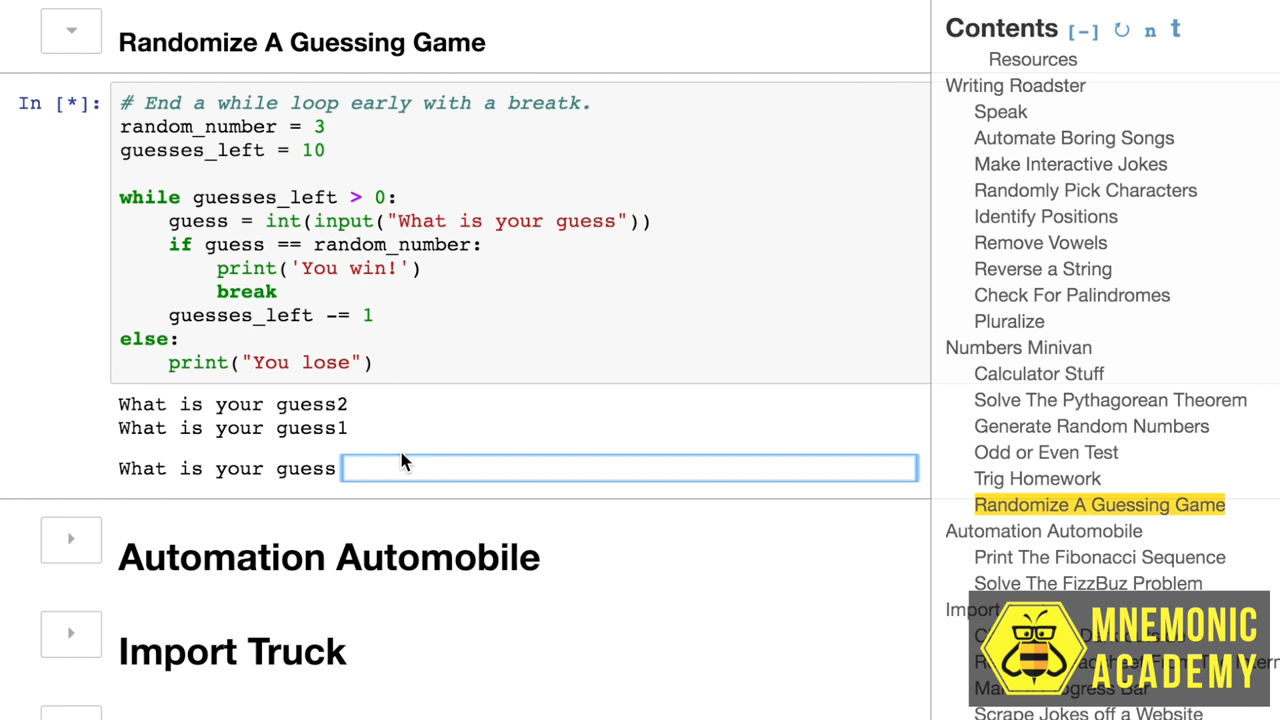 Randomize A Guessing Game
In [*]:
# End a while loop early with a breatk.
random_number = 3
guesses_left = 10
while guesses_left > 0:
guess = int(input("What is your guess"))
if guess == random_number:
print('You win!')
break
guesses_left -= 1
else:
print("You lose")
What is your guess2
What is your guess1
What is your guess
Automation Automobile
Import Truck
Contents [-] n t
Resources
Writing Roadster
Speak
Automate Boring Songs
Make Interactive Jokes
Randomly Pick Characters
Identify Positions
Remove Vowels
Reverse a String
Check For Palindromes
Pluralize
Numbers Minivan
Calculator Stuff
Solve The Pythagorean Theorem
Generate Random Numbers
Odd or Even Test
Trig Homework
Randomize A Guessing Game
Automation Automobile
Print The Fibonacci Sequence
Solve The FizzBuz Problem
Scrape Jokes off a Website
MNEMONIC
ACADEMY